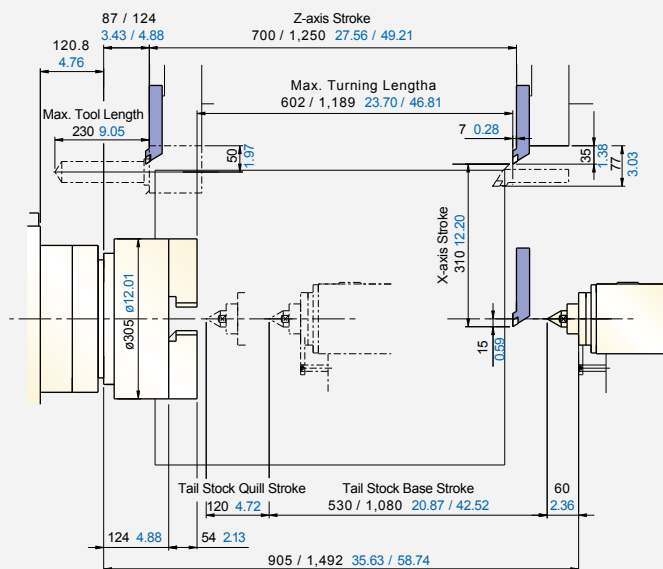 87 / 124
3.43 / 4.88
Z-axis Stroke
700 / 1,250 27.56 / 49.21
120.8
4.76
Max. Turning Lengtha
602 / 1,189 23.70 / 46.81
Max. Tool Length
230 9.05
7 0.28
50
1.97
35
1.38
77
3.03
X-axis Stroke
310 12.20
ø305 ø12.01
15
0.59
Tail Stock Quill Stroke
120 4.72
Tail Stock Base Stroke
530 / 1,080 20.87 / 42.52
60
2.36
124 4.88
54 2.13
905 / 1,492 35.63 / 58.74